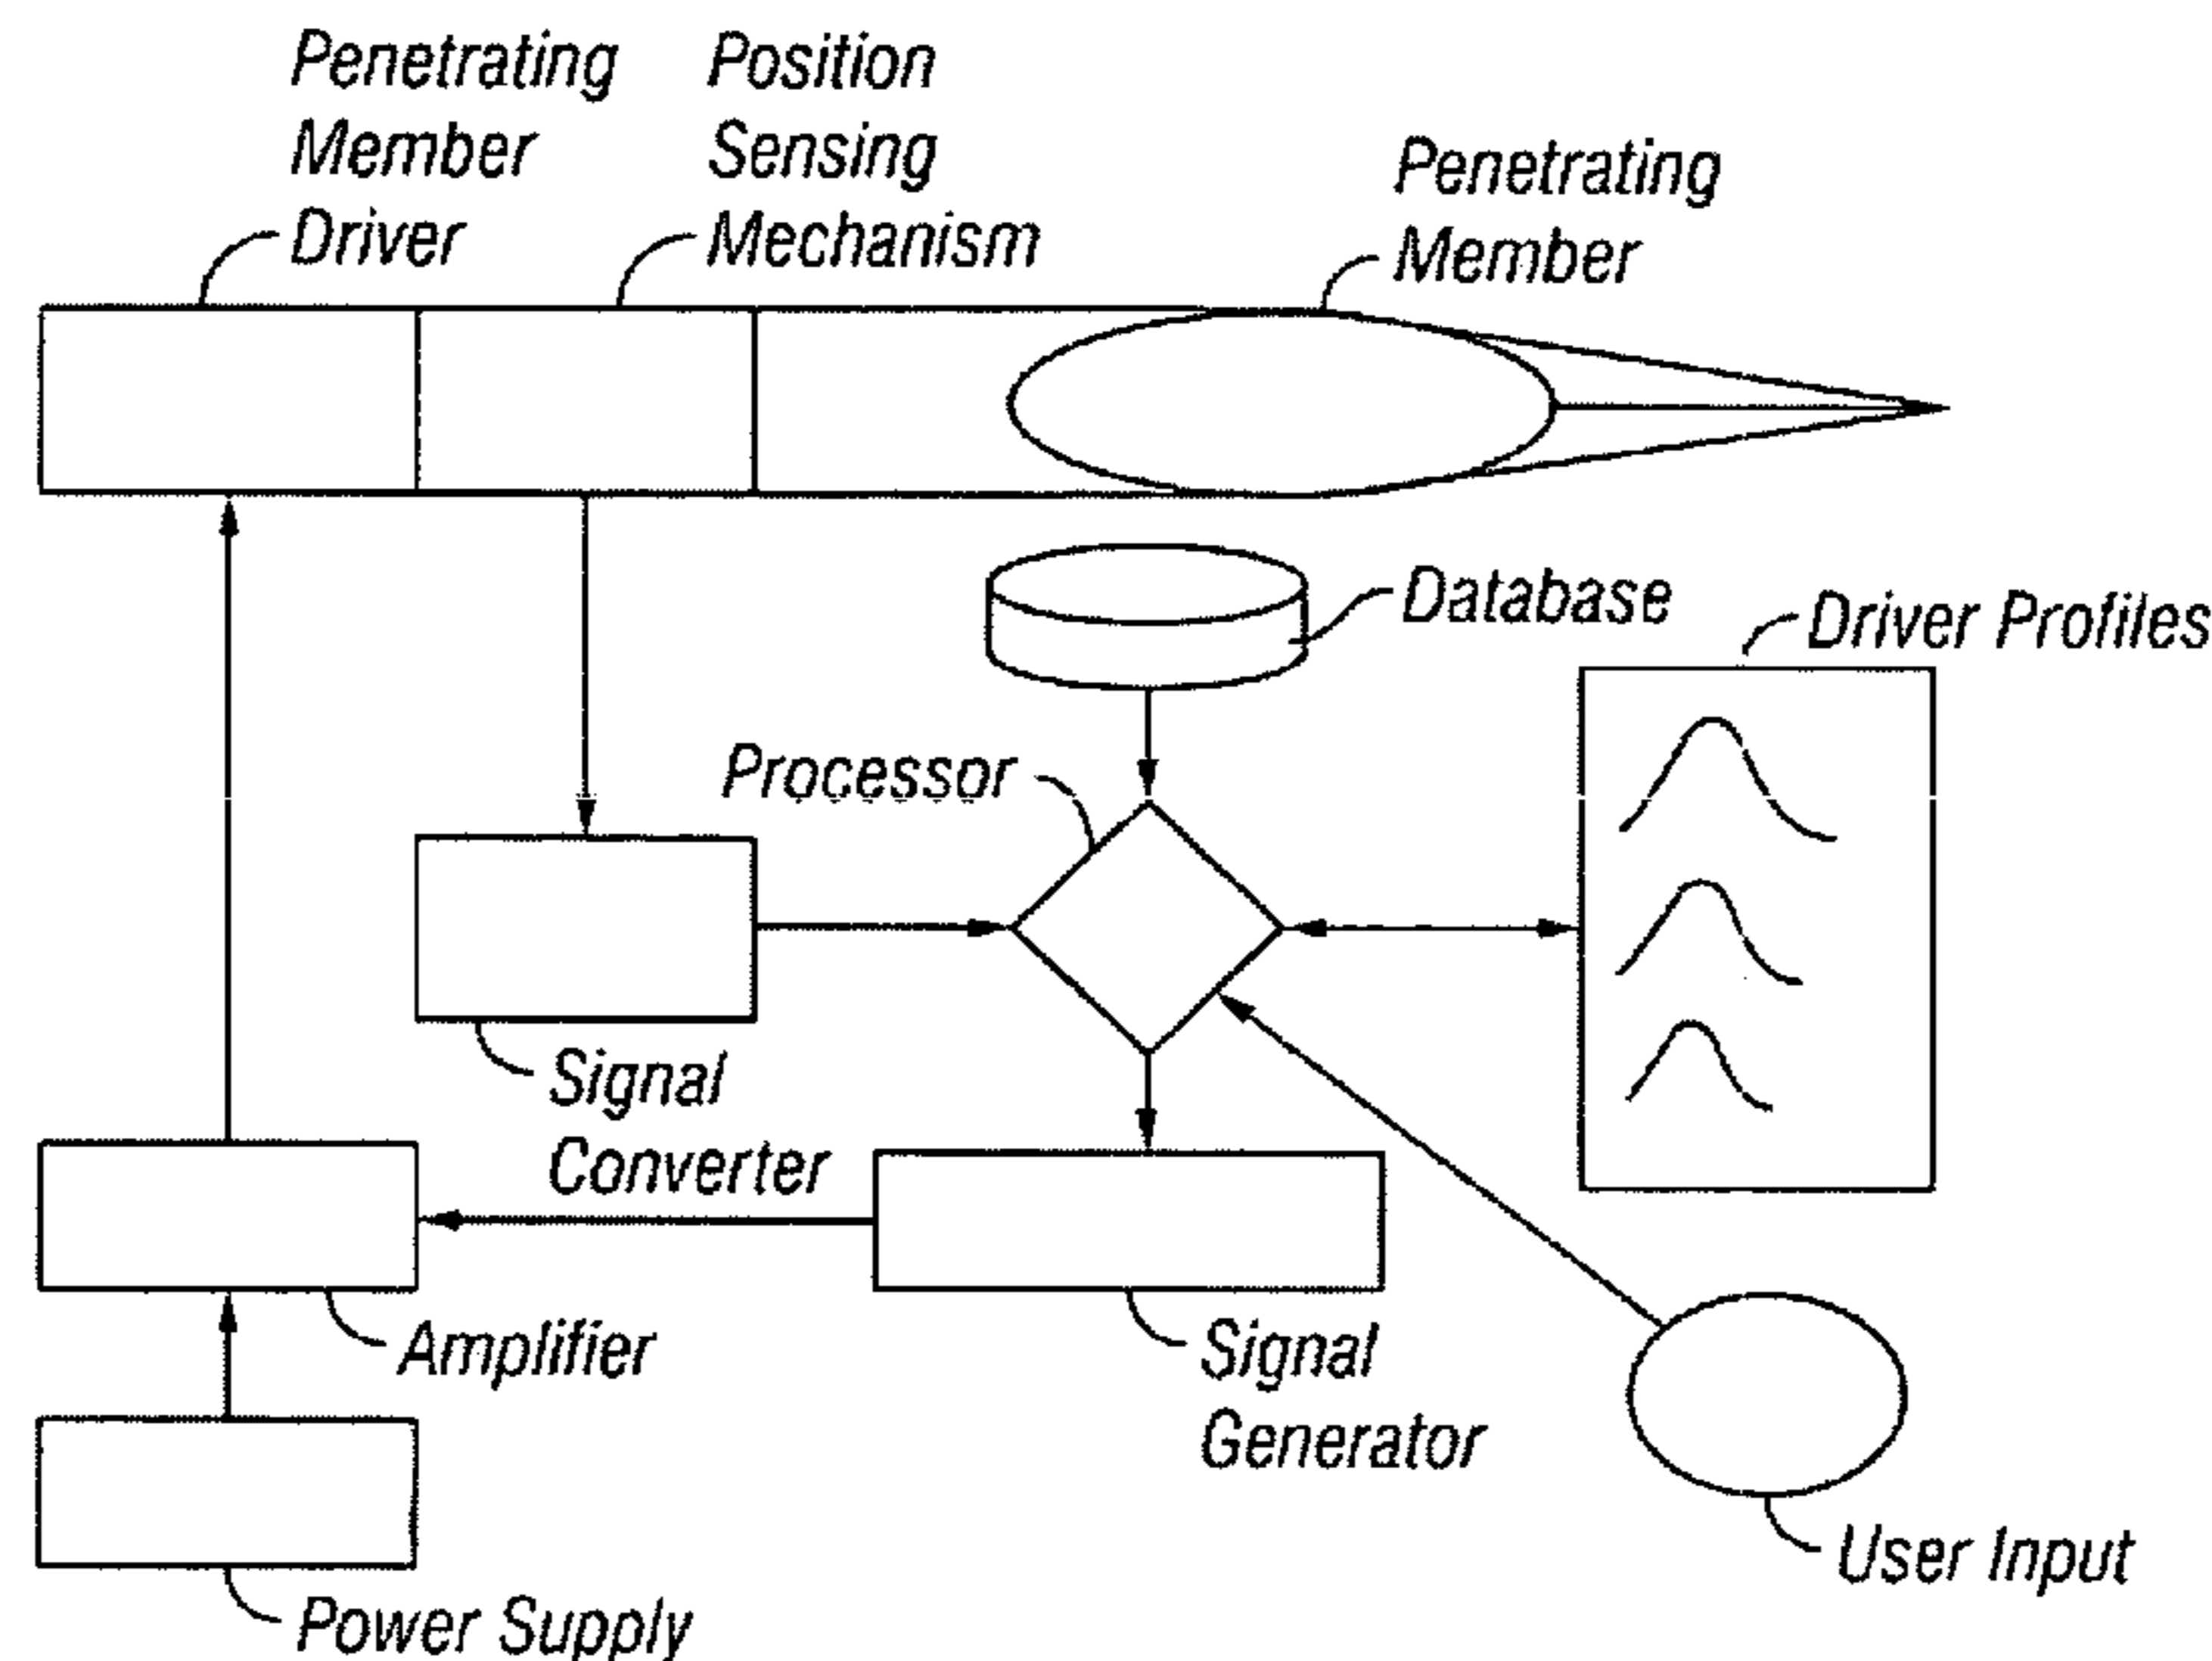 Penetrating
Member
Driver
Position
Sensing
Mechanism
Penetrating
Member
Database
Driver Profiles
Processor
Signal
Converter
Amplifier
Signal
Generator
User Input
Power Supply